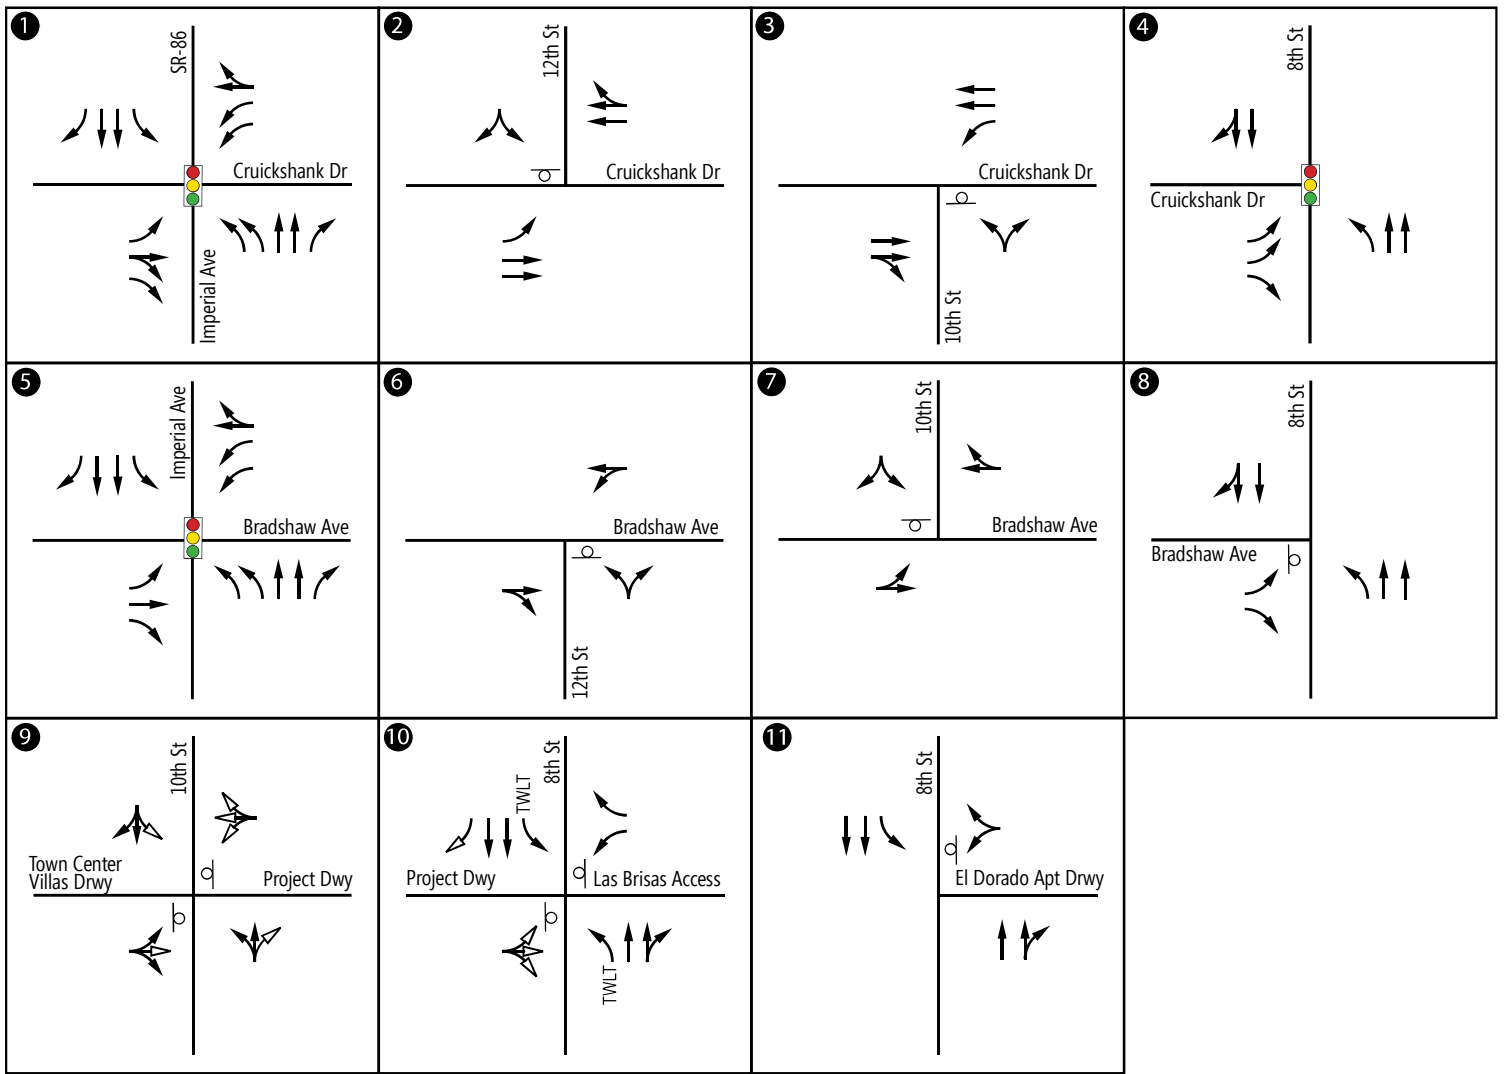 1
SR-86
Cruickshank Dr
Imperial Ave
2
12th St
Cruickshank Dr
3
Cruickshank Dr
10th St
4
8th St
Cruickshank Dr
5
Imperial Ave
Bradshaw Ave
6
Bradshaw Ave
12th St
7
10th St
Bradshaw Ave
8
8th St
Bradshaw Ave
9
10th St
Town Center
Villas Drwy
Project Dwy
10
8th St
TWLT
Project Dwy
Las Brisas Access
TWLT
11
8th St
El Dorado Apt Drwy